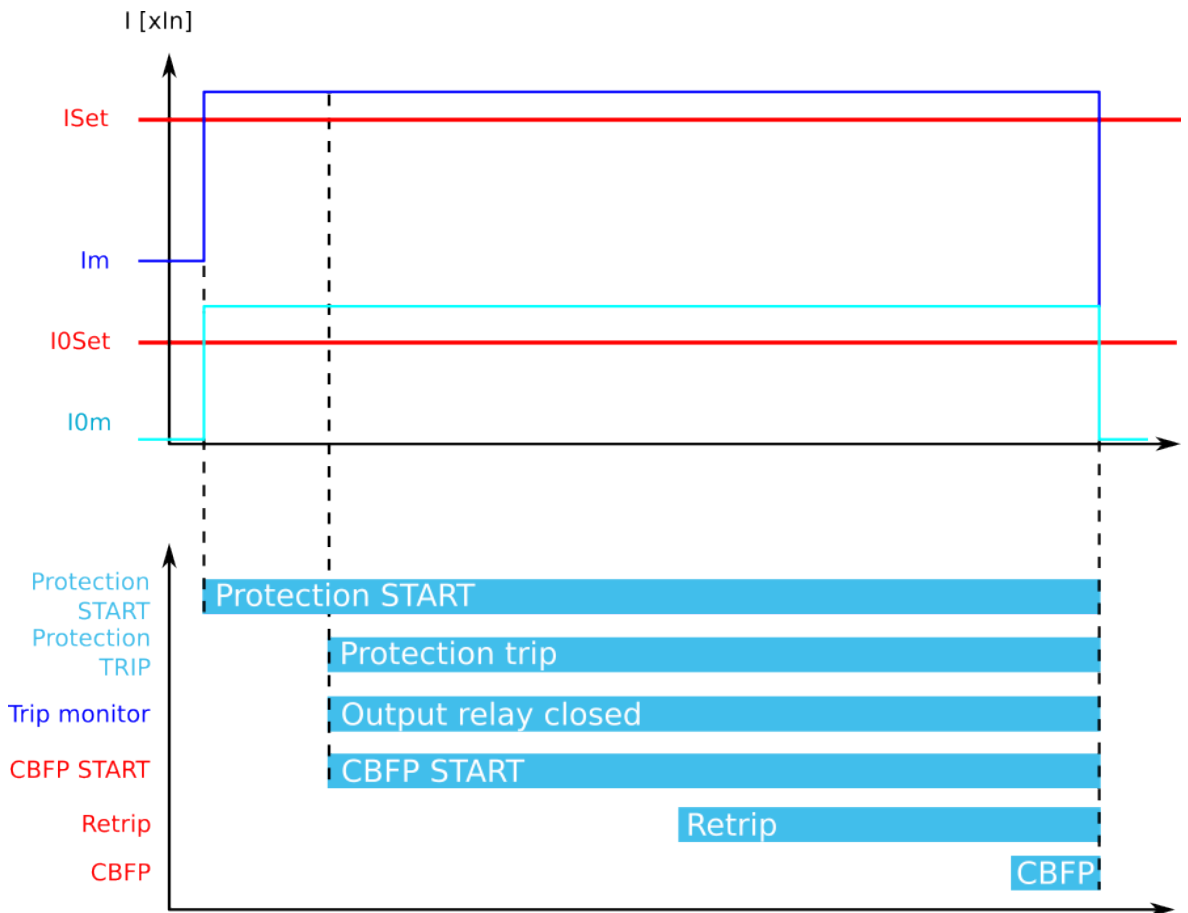 I [xIn]
ISet
Im
I0Set
I0m
Protection
START
Protection START
Protection
TRIP
Protection trip
Trip monitor
Output relay closed
CBFP START
CBFP START
Retrip
Retrip
CBFP
CBFP